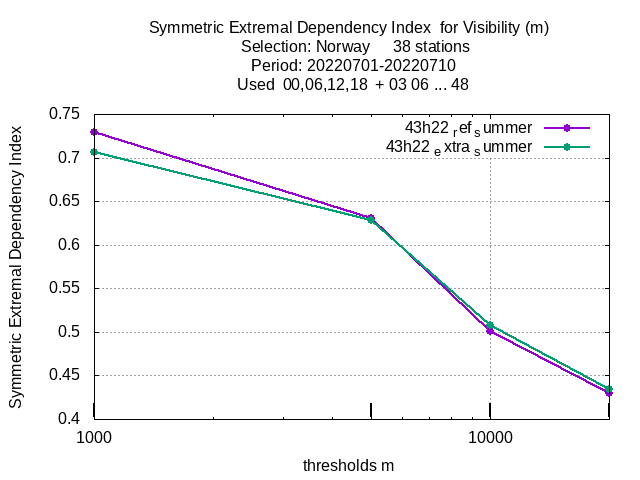 Symmetric Extremal Dependency Index for Visibility (m)
Selection: Norway 38 stations
Period: 20220701-20220710
Used 00,06,12,18 + 03 06 ... 48
43h22 ref summer
43h22 extra summer
Symmetric Extremal Dependency Index
0.75
0.7
0.65
0.6
0.55
0.5
0.45
0.4
1000
10000
thresholds m